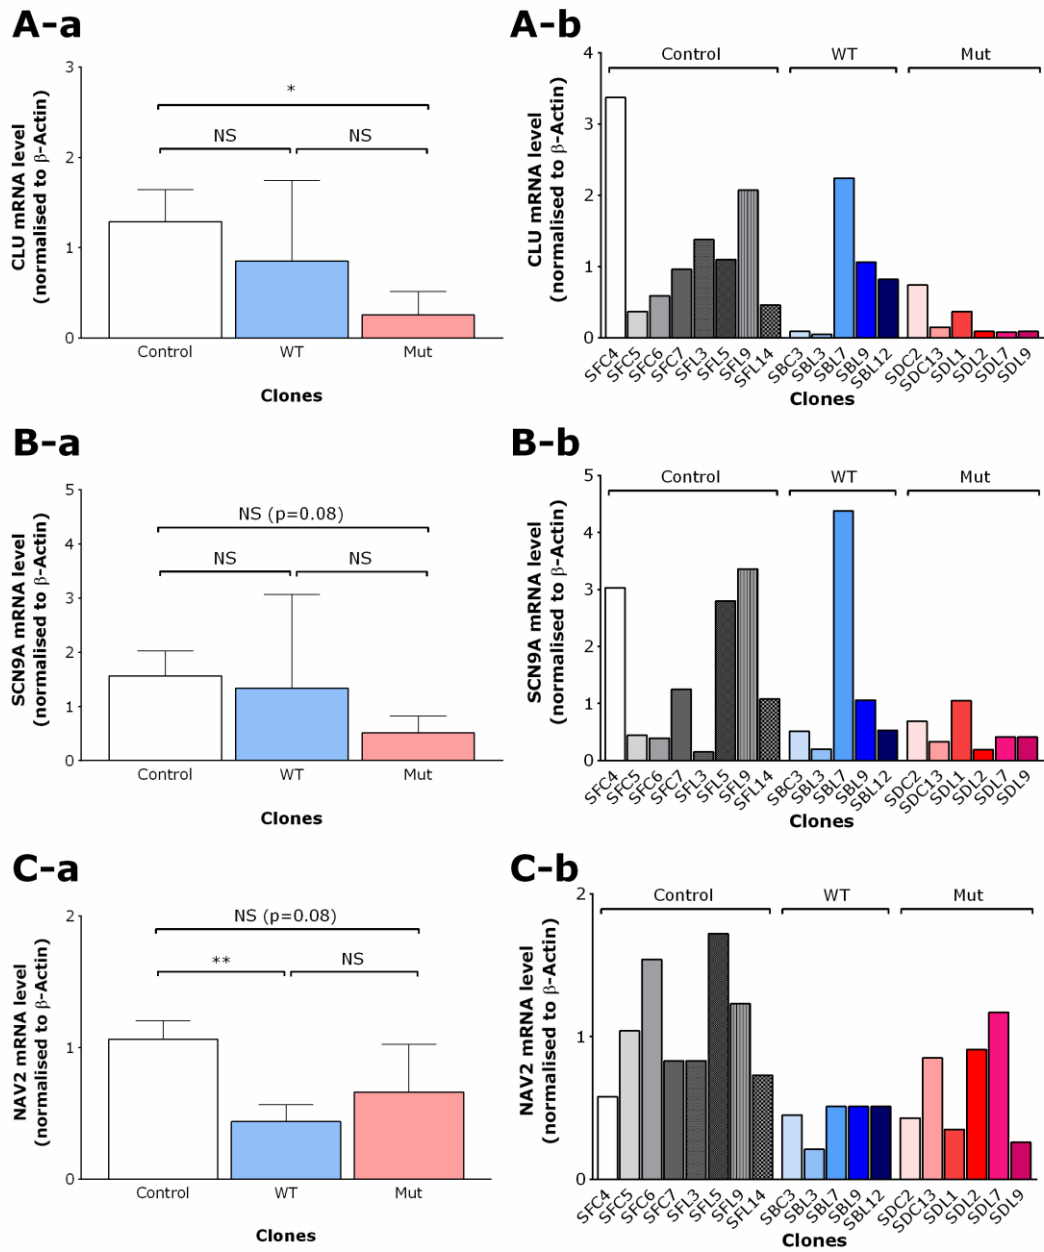 A-a
CLU mRNA level
(normalised to β-Actin)
3
2
1
0
*
NS
NS
Control
WT
Mut
Clones
A-b
CLU mRNA level
(normalised to β-Actin)
4
3
2
1
0
Control
WT
Mut
SFC4
SFC5
SFC6
SFC7
SFL3
SFL5
SFL9
SFL14
SBC3
SBL3
SBL7
SBL9
SBL12
SDC2
SDC13
SDL1
SDL2
SDL7
SDL9
Clones
B-a
SCN9A mRNA level
(normalised to β-Actin)
5
4
3
2
1
0
NS (p=0.08)
NS
NS
Control
WT
Mut
Clones
B-b
SCN9A mRNA level
(normalised to β-Actin)
5
4
3
2
1
0
Control
WT
Mut
SFC4
SFC5
SFC6
SFC7
SFL3
SFL5
SFL9
SFL14
SBC3
SBL3
SBL7
SBL9
SBL12
SDC2
SDC13
SDL1
SDL2
SDL7
SDL9
Clones
C-a
NAV2 mRNA level
(normalised to β-Actin)
2
1
0
NS (p=0.08)
**
NS
Control
WT
Mut
Clones
C-b
NAV2 mRNA level
(normalised to β-Actin)
2
1
0
Control
WT
Mut
SFC4
SFC5
SFC6
SFC7
SFL3
SFL5
SFL9
SFL14
SBC3
SBL3
SBL7
SBL9
SBL12
SDC2
SDC13
SDL1
SDL2
SDL7
SDL9
Clones